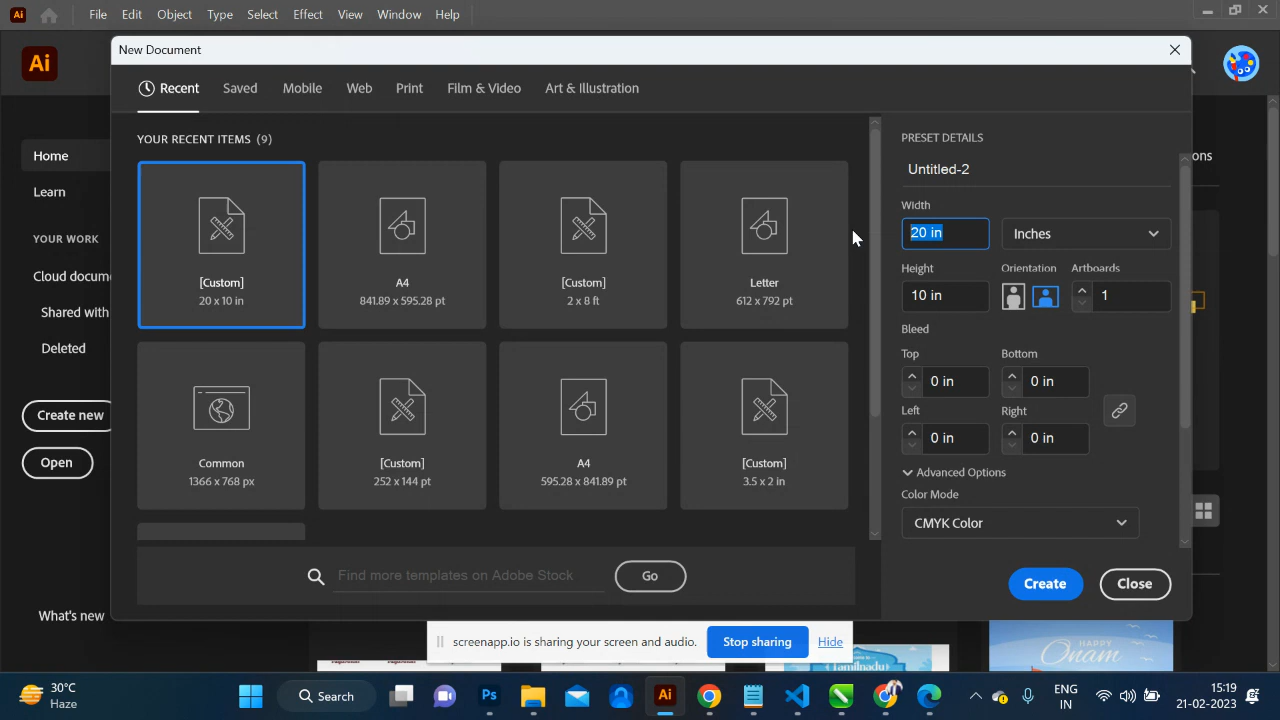 Ai File Edit Object Type Select Effect View Window Help
New Document
Ai
Recent Saved Mobile Web Print Film & Video Art & Illustration
YOUR RECENT ITEMS (9)
[Custom]
20 x 10 in
A4
841.89 x 595.28 pt
[Custom]
2 x 8 ft
Letter
612 x 792 pt
Common
1366 x 768 px
[Custom]
252 x 144 pt
A4
595.28 x 841.89 pt
[Custom]
3.5 x 2 in
Find more templates on Adobe Stock Go
PRESET DETAILS
Untitled-2
Width
20 in Inches
Height Orientation Artboards
10 in 1
Bleed
Top Bottom
0 in 0 in
Left Right
0 in 0 in
Advanced Options
Color Mode
CMYK Color
Create Close
Home
Learn
YOUR WORK
Cloud docume
Shared with
Deleted
Create new
Open
What's new
ons
screenapp.io is sharing your screen and audio. Stop sharing Hide
Tamilnadu
HAPPY
Onam
30°C
Haze
Search
Ps
Ai
ENG
IN
15:19
21-02-2023